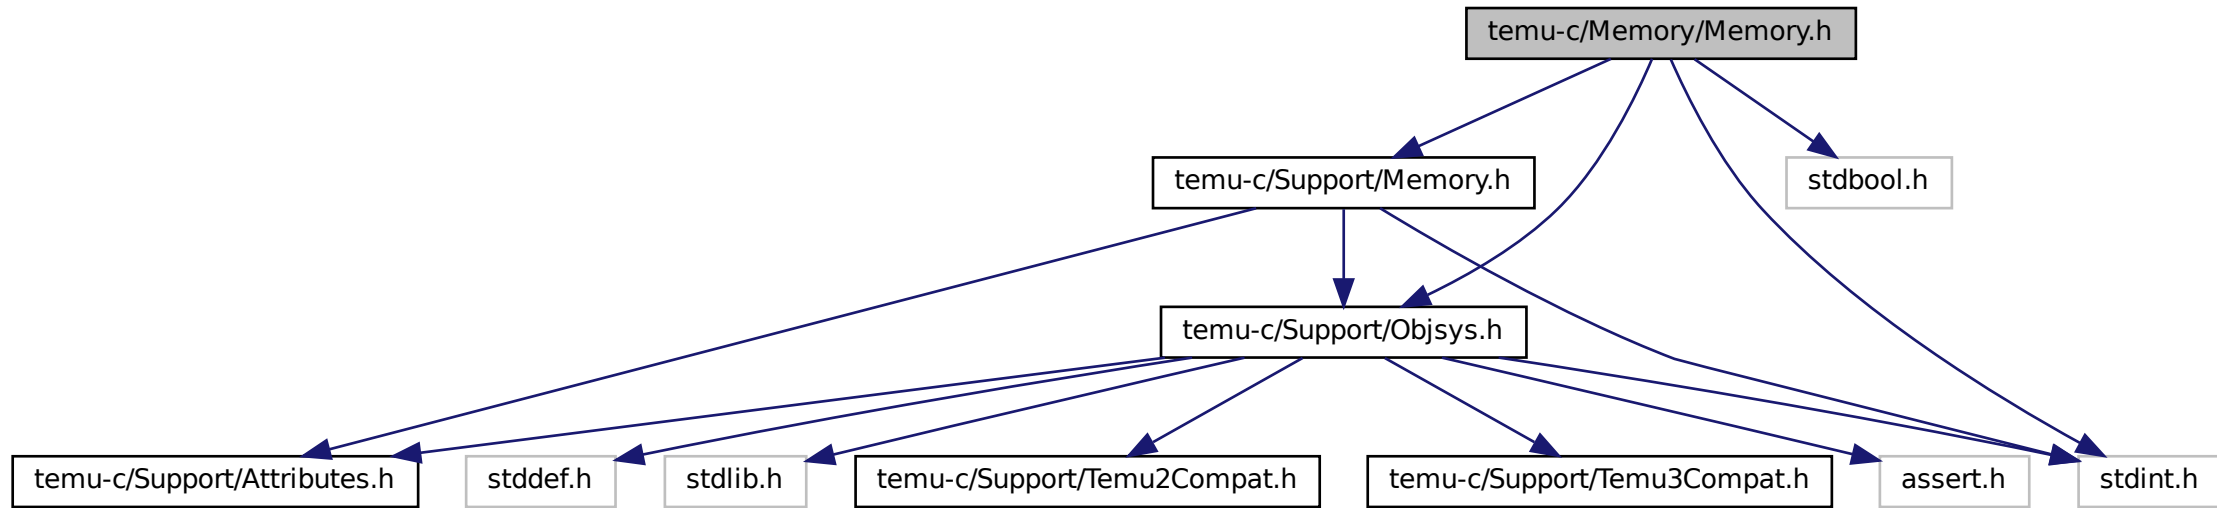 temu-c/Memory/Memory.h
temu-c/Support/Memory.h
stdbool.h
temu-c/Support/Objsys.h
temu-c/Support/Attributes.h
stddef.h
stdlib.h
temu-c/Support/Temu2Compat.h
temu-c/Support/Temu3Compat.h
assert.h
stdint.h